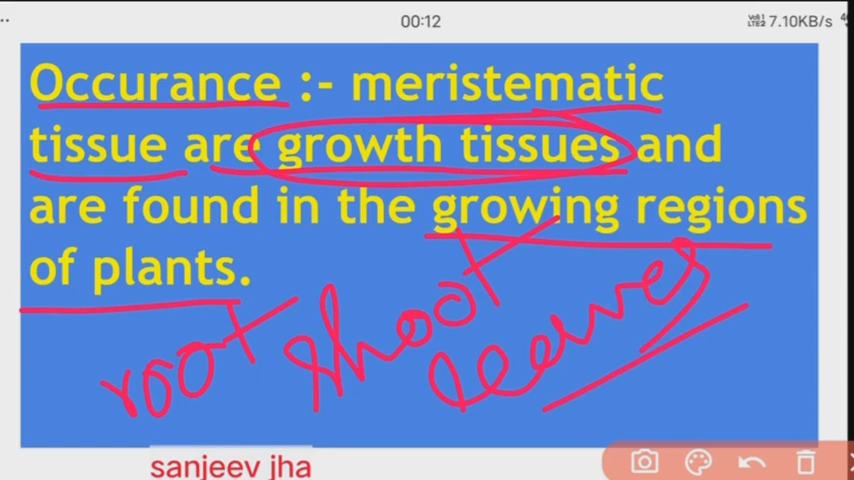 00:12
7.10KB/s
Occurance :- meristematic
tissue are growth tissues and
are found in the growing regions
of plants.
root shoot leaves
sanjeev jha